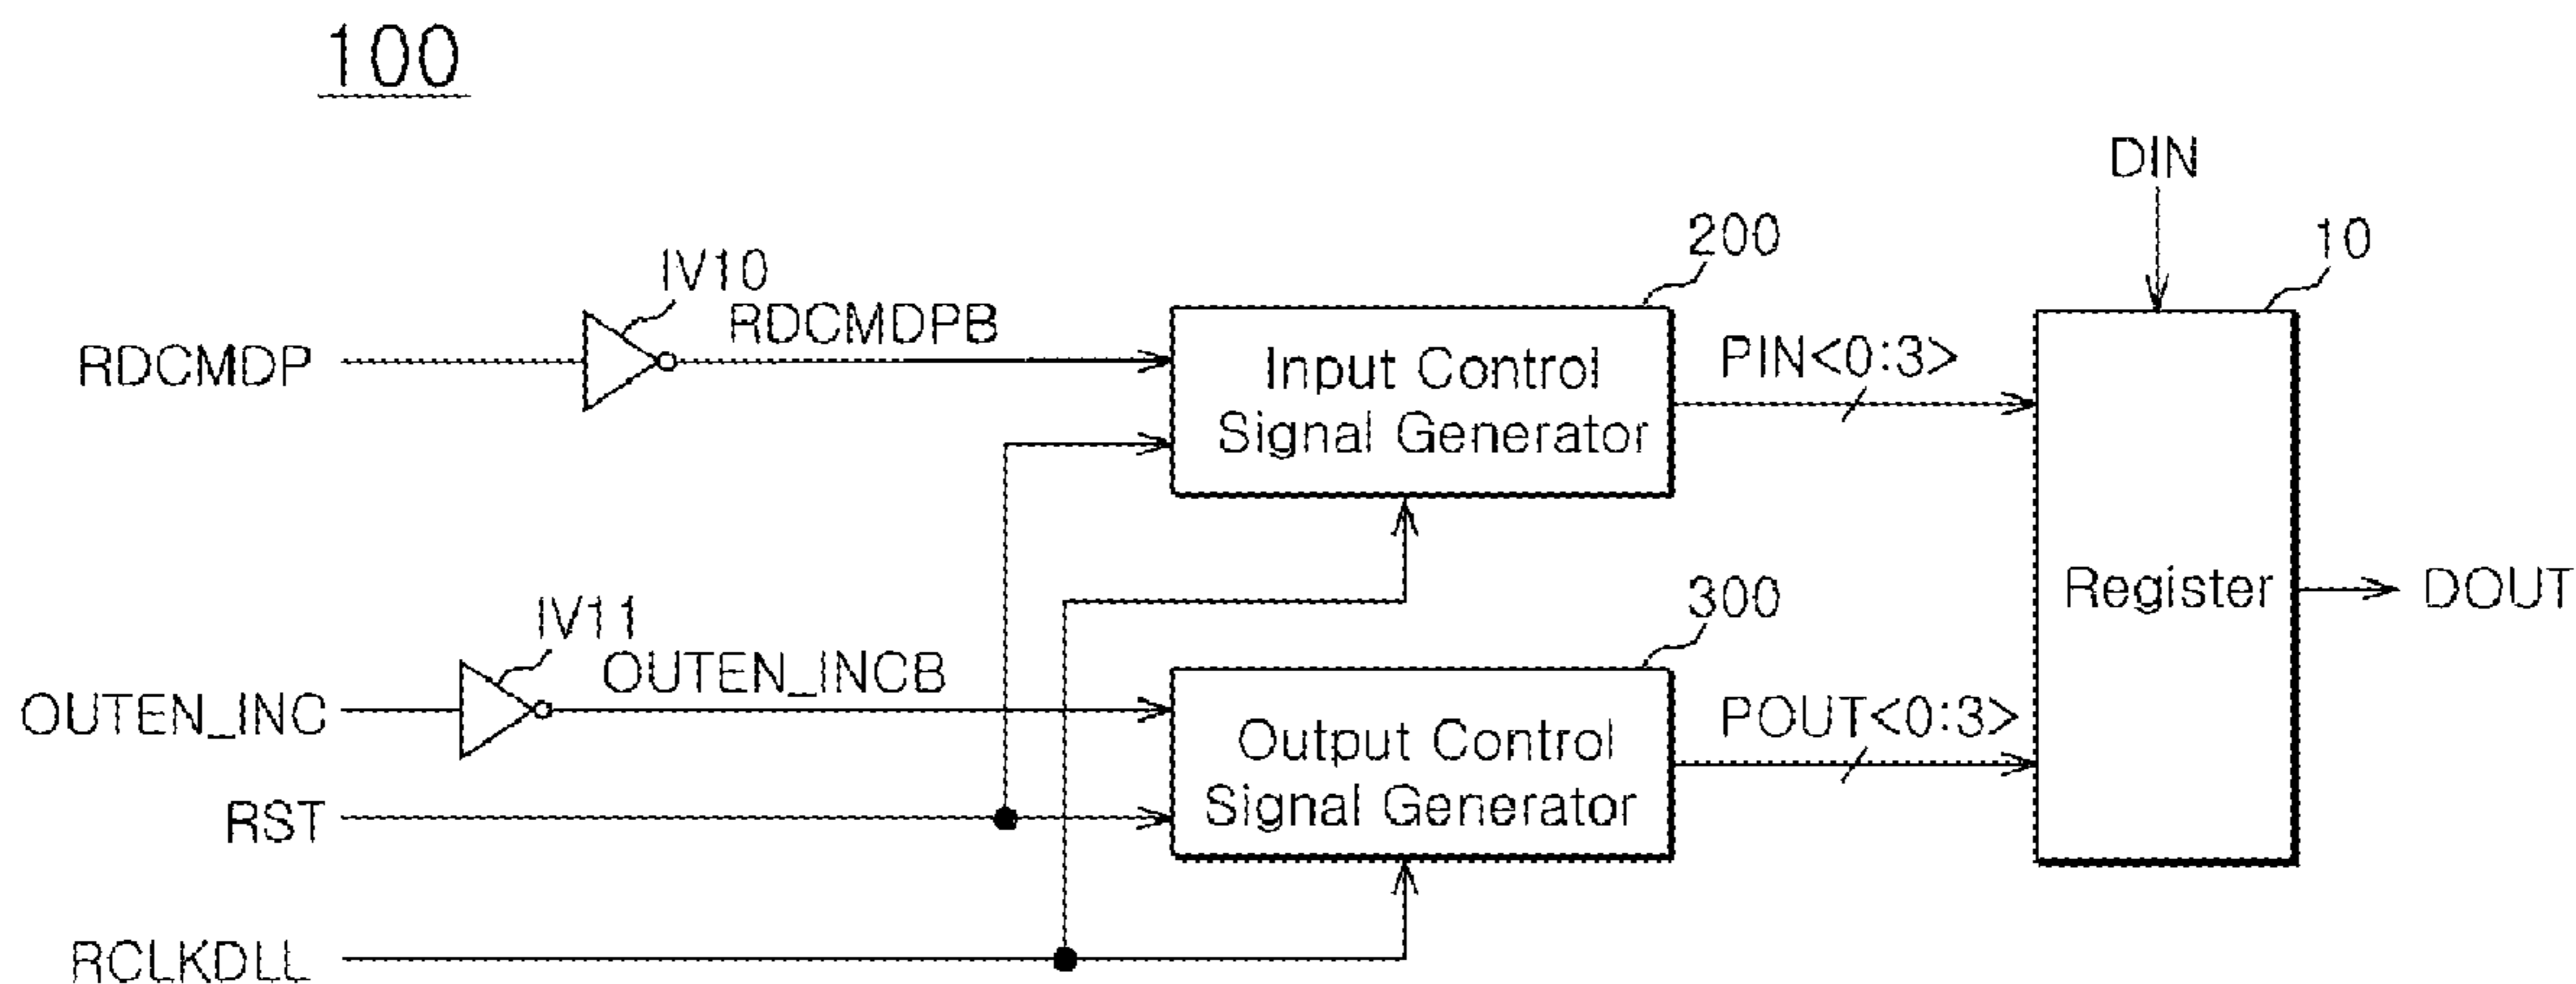 100
DIN
200
10
IV10
RDCMDPB
RDCMDP
Input Control
Signal Generator
PIN<0:3>
Register
DOUT
300
IV11
OUTEN_INCB
OUTEN_INC
Output Control
Signal Generator
POUT<0:3>
RST
RCLKDLL